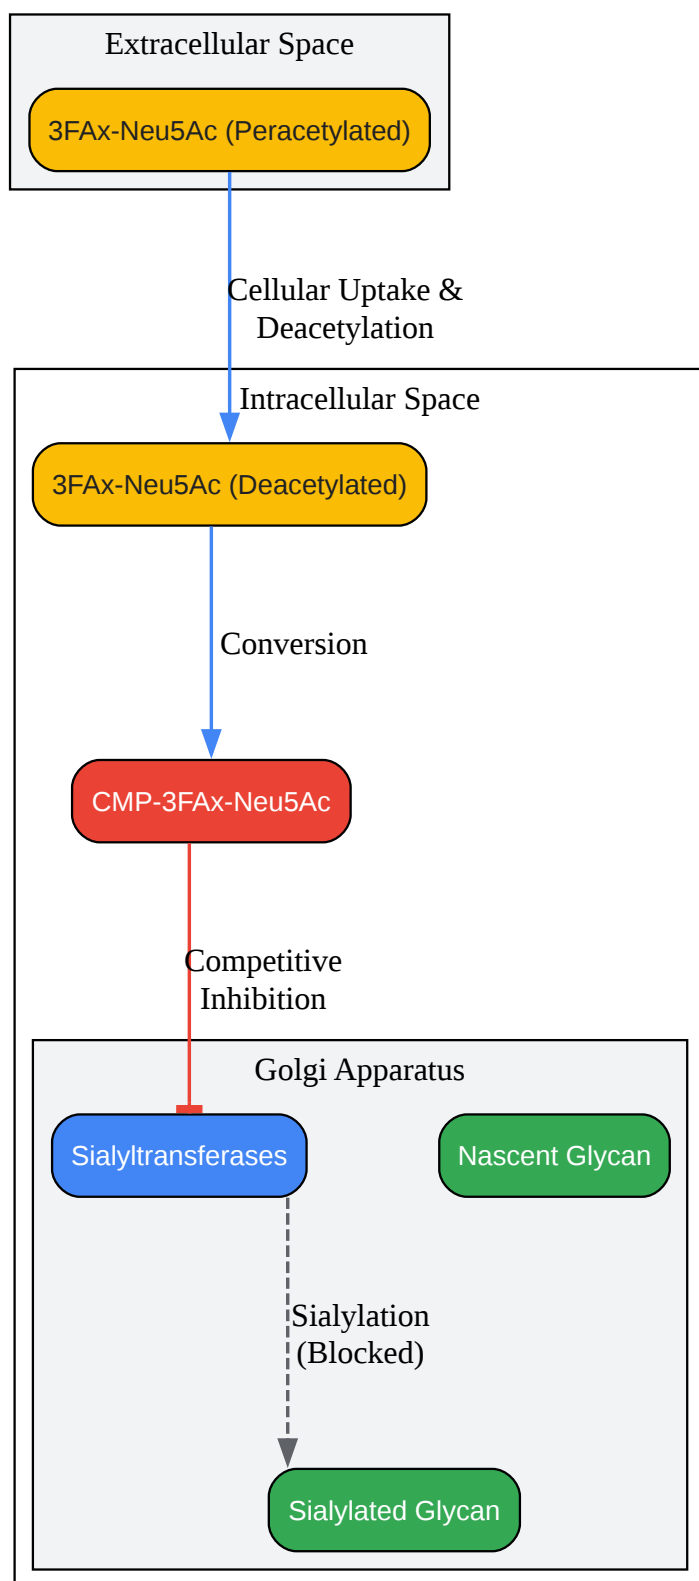 Extracellular Space
3FAx-Neu5Ac (Peracetylated)
Cellular Uptake &
Deacetylation
Intracellular Space
3FAx-Neu5Ac (Deacetylated)
Conversion
CMP-3FAx-Neu5Ac
Competitive
Inhibition
Golgi Apparatus
Sialyltransferases
Nascent Glycan
Sialylation
(Blocked)
Sialylated Glycan